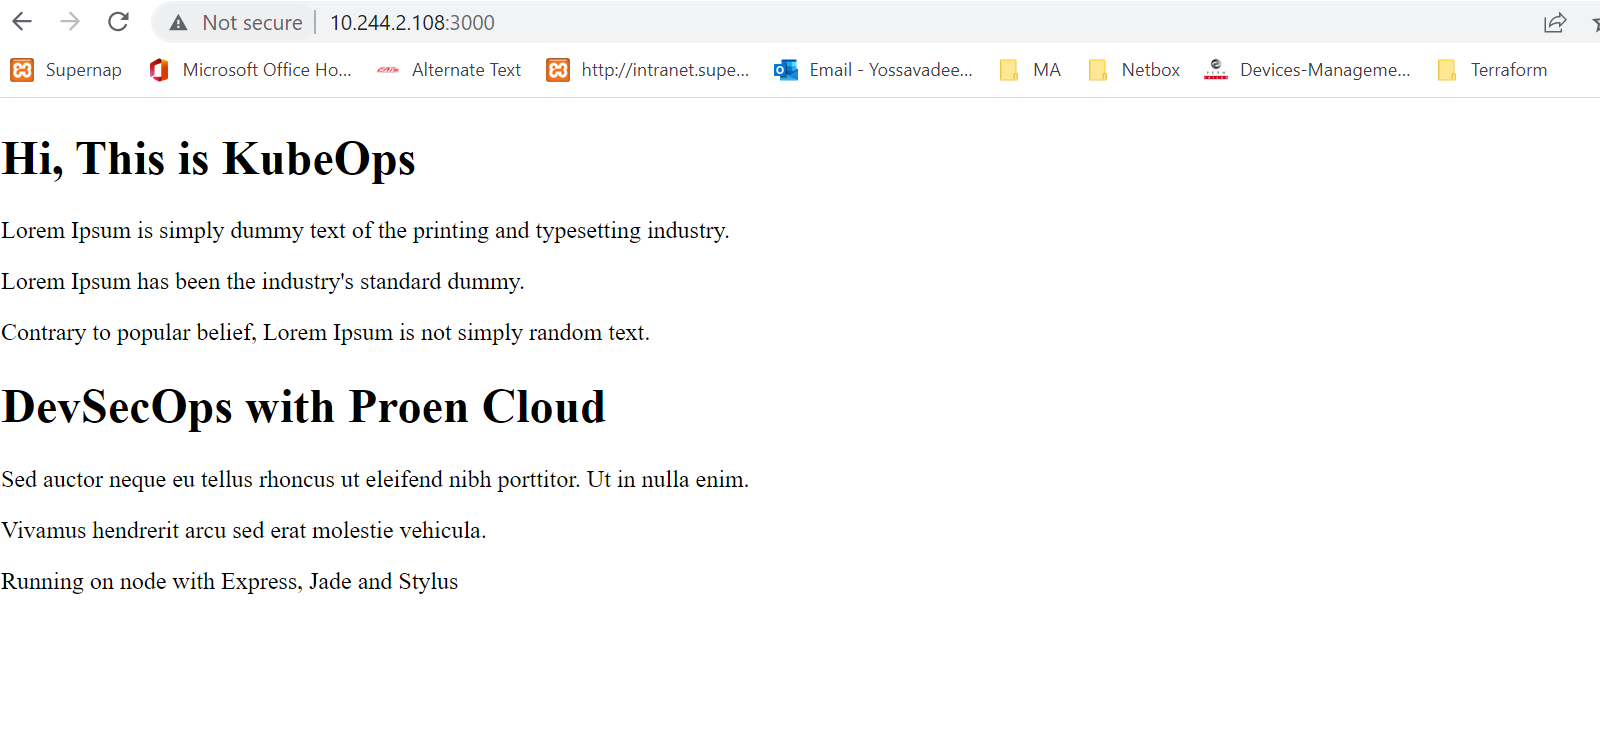 Not secure | 10.244.2.108:3000
Supernap Microsoft Office Ho... Alternate Text http://intranet.supe... Email - Yossavadee... MA Netbox Devices-Manageme... Terraform
Hi, This is KubeOps
Lorem Ipsum is simply dummy text of the printing and typesetting industry.
Lorem Ipsum has been the industry's standard dummy.
Contrary to popular belief, Lorem Ipsum is not simply random text.
DevSecOps with Proen Cloud
Sed auctor neque eu tellus rhoncus ut eleifend nibh porttitor. Ut in nulla enim.
Vivamus hendrerit arcu sed erat molestie vehicula.
Running on node with Express, Jade and Stylus